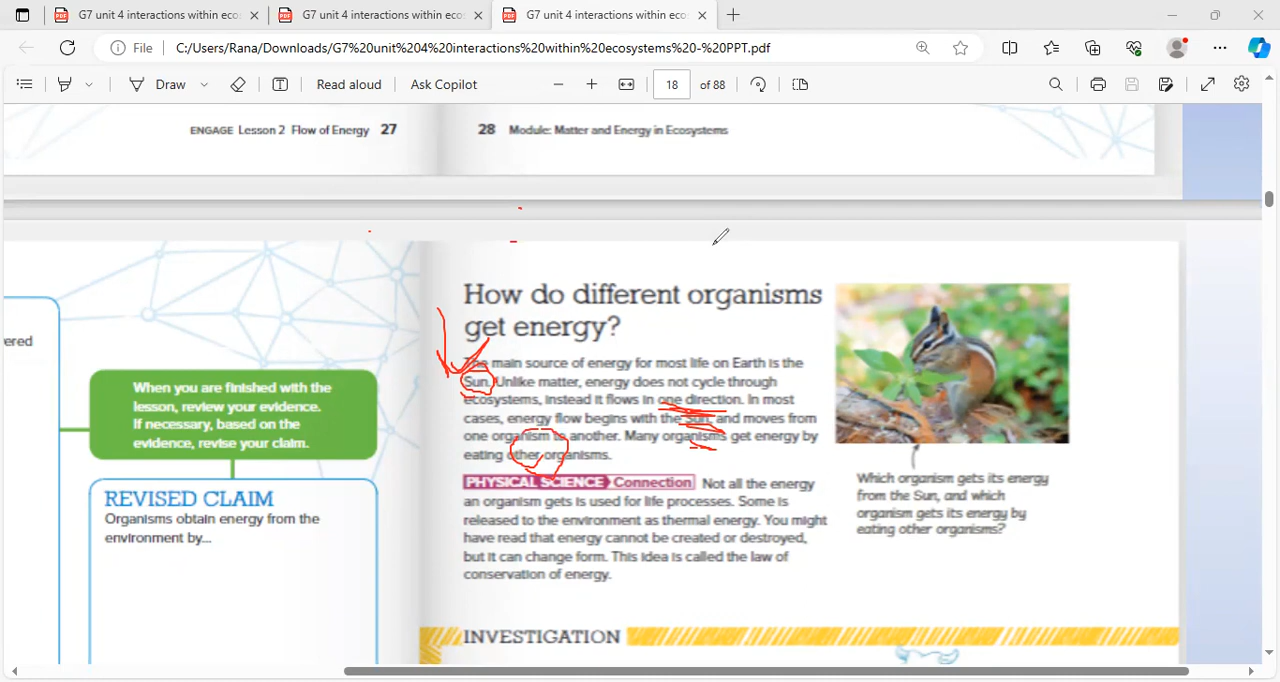 G7 unit 4 interactions within ecos
G7 unit 4 interactions within ecos
G7 unit 4 interactions within ecos
File
C:/Users/Rana/Downloads/G7%20unit%204%20interactions%20within%20ecosystems%20-%20PPT.pdf
Draw
Read aloud
Ask Copilot
18 of 88
ENGAGE Lesson 2 Flow of Energy 27
28 Module: Matter and Energy in Ecosystems
ered
When you are finished with the
lesson, review your evidence.
If necessary, based on the
evidence, revise your claim.
REVISED CLAIM
Organisms obtain energy from the
environment by...
How do different organisms
get energy?
The main source of energy for most life on Earth is the
Sun. Unlike matter, energy does not cycle through
ecosystems, instead it flows in one direction. In most
cases, energy flow begins with the Sun, and moves from
one organism to another. Many organisms get energy by
eating other organisms.
PHYSICAL SCIENCE Connection Not all the energy
an organism gets is used for life processes. Some is
released to the environment as thermal energy. You might
have read that energy cannot be created or destroyed,
but it can change form. This idea is called the law of
conservation of energy.
Which organism gets its energy
from the Sun, and which
organism gets its energy by
eating other organisms?
INVESTIGATION